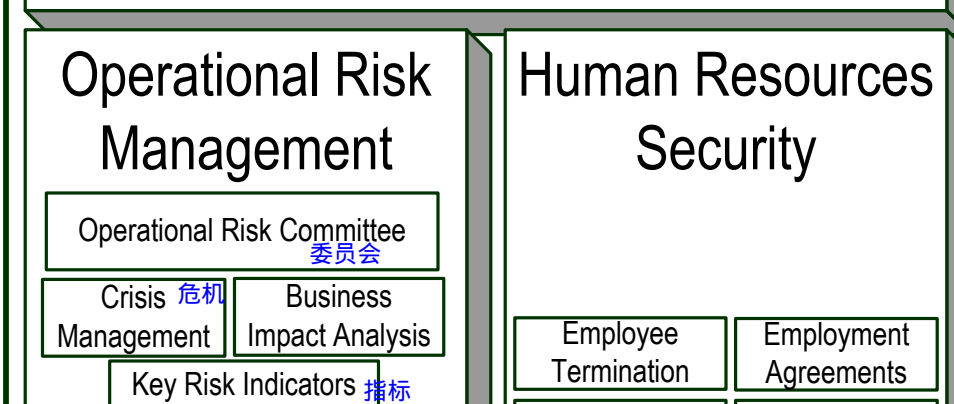 Operational Risk
Management
Operational Risk Committee
委员会
Crisis 危机
Management
Business
Impact Analysis
Key Risk Indicators 指标
Human Resources
Security
Employee
Termination
Employment
Agreements